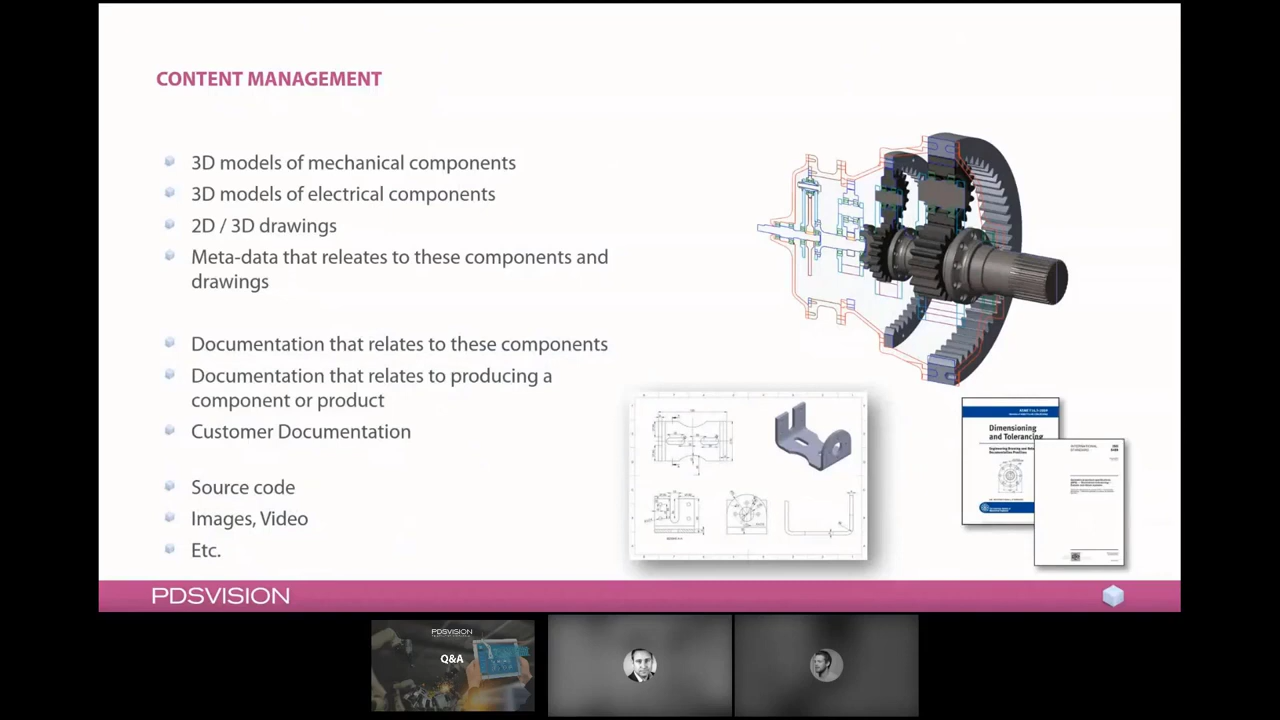 CONTENT MANAGEMENT
3D models of mechanical components
3D models of electrical components
2D / 3D drawings
Meta-data that releates to these components and
drawings
Documentation that relates to these components
Documentation that relates to producing a
component or product
Customer Documentation
Source code
Images, Video
Etc.
Dimensioning
and Tolerancing
INTERNATIONAL
STANDARD
PDSVISION
PDSVISION
Q&A